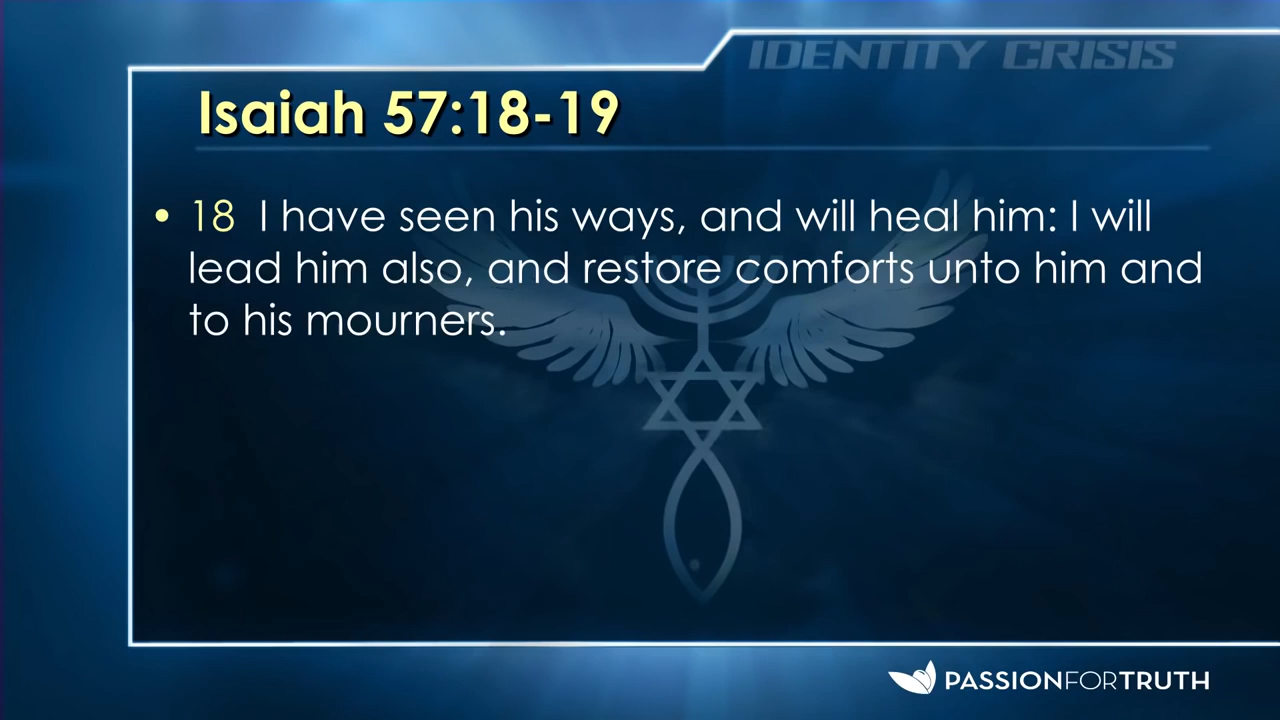 IDENTITY CRISIS
Isaiah 57:18-19
• 18 I have seen his ways, and will heal him: I will
lead him also, and restore comforts unto him and
to his mourners.
PASSIONFORTRUTH